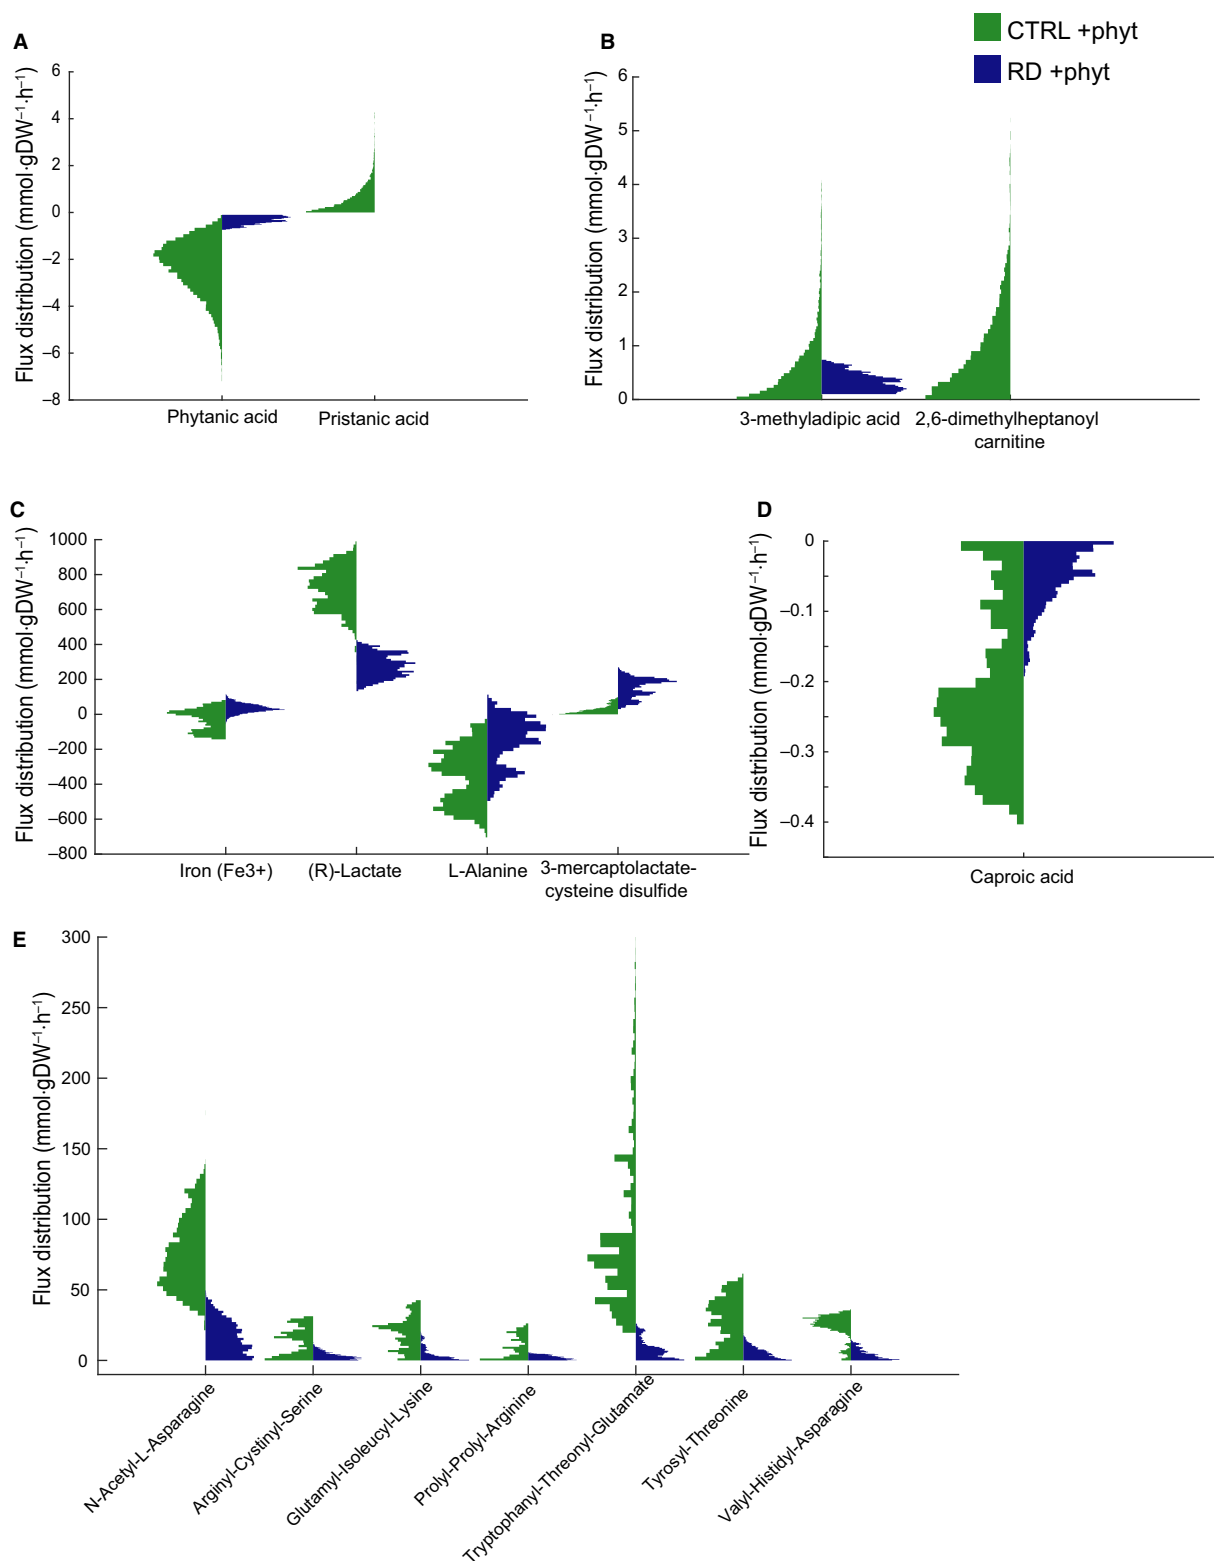 CTRL +phyt
RD +phyt
A
Flux distribution (mmol·gDW⁻¹·h⁻¹)
6
4
2
0
–2
–4
–6
–8
Phytanic acid
Pristanic acid
B
Flux distribution (mmol·gDW⁻¹·h⁻¹)
6
5
4
3
2
1
0
3-methyladipic acid
2,6-dimethylheptanoyl
carnitine
C
Flux distribution (mmol·gDW⁻¹·h⁻¹)
1000
800
600
400
200
0
–200
–400
–600
–800
Iron (Fe3+)
(R)-Lactate
L-Alanine
3-mercaptolactate-
cysteine disulfide
D
Flux distribution (mmol·gDW⁻¹·h⁻¹)
0
–0.1
–0.2
–0.3
–0.4
Caproic acid
E
Flux distribution (mmol·gDW⁻¹·h⁻¹)
300
250
200
150
100
50
0
N-Acetyl-L-Asparagine
Arginyl-Cystinyl-Serine
Glutamyl-Isoleucyl-Lysine
Prolyl-Prolyl-Arginine
Tryptophanyl-Threonyl-Glutamate
Tyrosyl-Threonine
Valyl-Histidyl-Asparagine